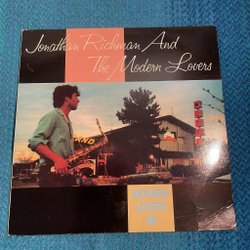 Jonathan Richman And
The Modern Lovers
MODERN
LOVERS
88